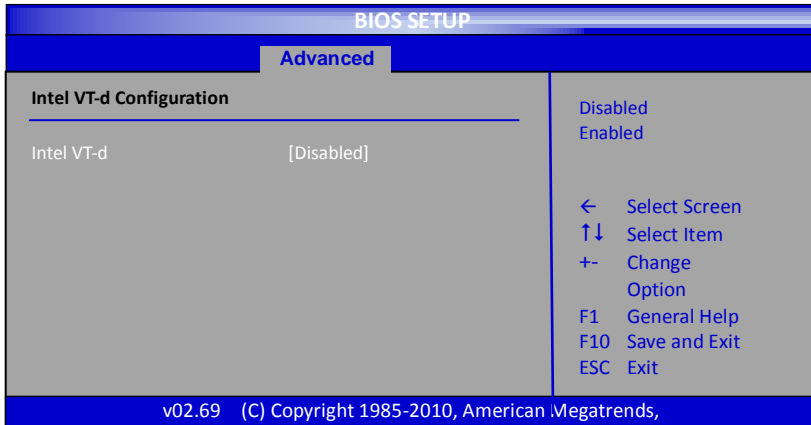 BIOS SETUP
Advanced
Intel VT-d Configuration
Intel VT-d [Disabled]
Disabled
Enabled
← Select Screen
↑↓ Select Item
+- Change
Option
F1 General Help
F10 Save and Exit
ESC Exit
v02.69 (C) Copyright 1985-2010, American Megatrends,